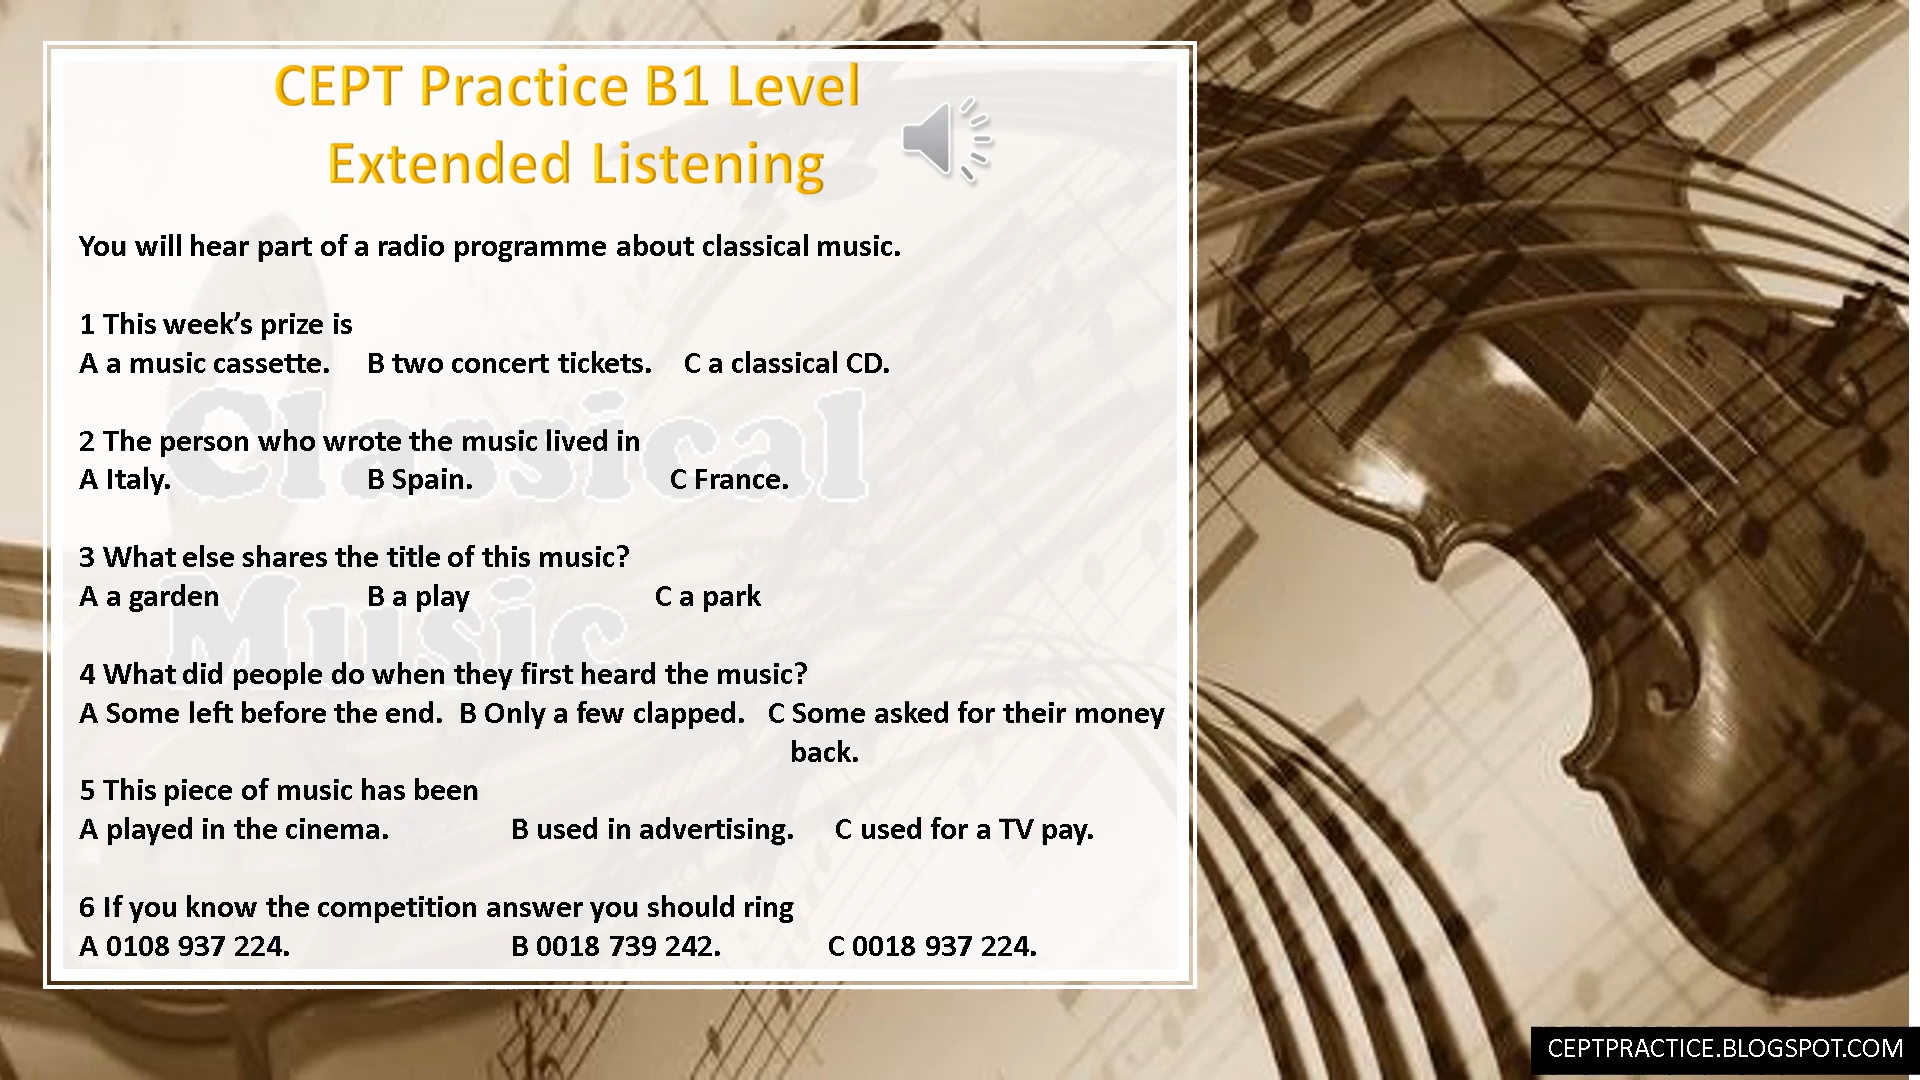 CEPT Practice B1 Level
Extended Listening
You will hear part of a radio programme about classical music.
1 This week’s prize is
A a music cassette. B two concert tickets. C a classical CD.
2 The person who wrote the music lived in
A Italy. B Spain. C France.
3 What else shares the title of this music?
A a garden B a play C a park
4 What did people do when they first heard the music?
A Some left before the end. B Only a few clapped. C Some asked for their money
back.
5 This piece of music has been
A played in the cinema. B used in advertising. C used for a TV pay.
6 If you know the competition answer you should ring
A 0108 937 224. B 0018 739 242. C 0018 937 224.
Classical
Music
CEPTPRACTICE.BLOGSPOT.COM